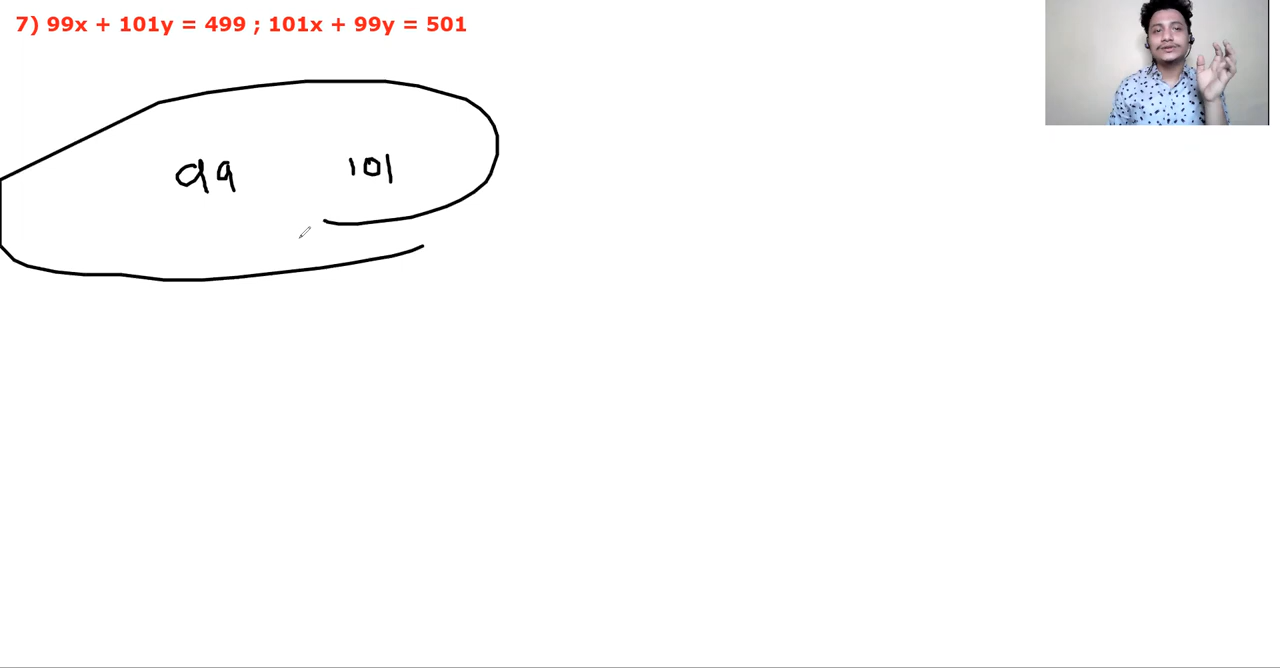 7) 99x + 101y = 499 ; 101x + 99y = 501
99 101